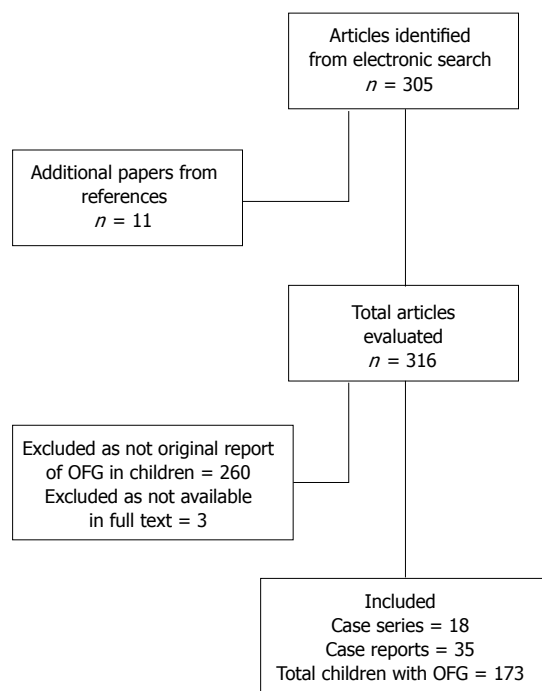 Articles identified
from electronic search
n = 305
Additional papers from
references
n = 11
Total articles
evaluated
n = 316
Excluded as not original report
of OFG in children = 260
Excluded as not available
in full text = 3
Included
Case series = 18
Case reports = 35
Total children with OFG = 173